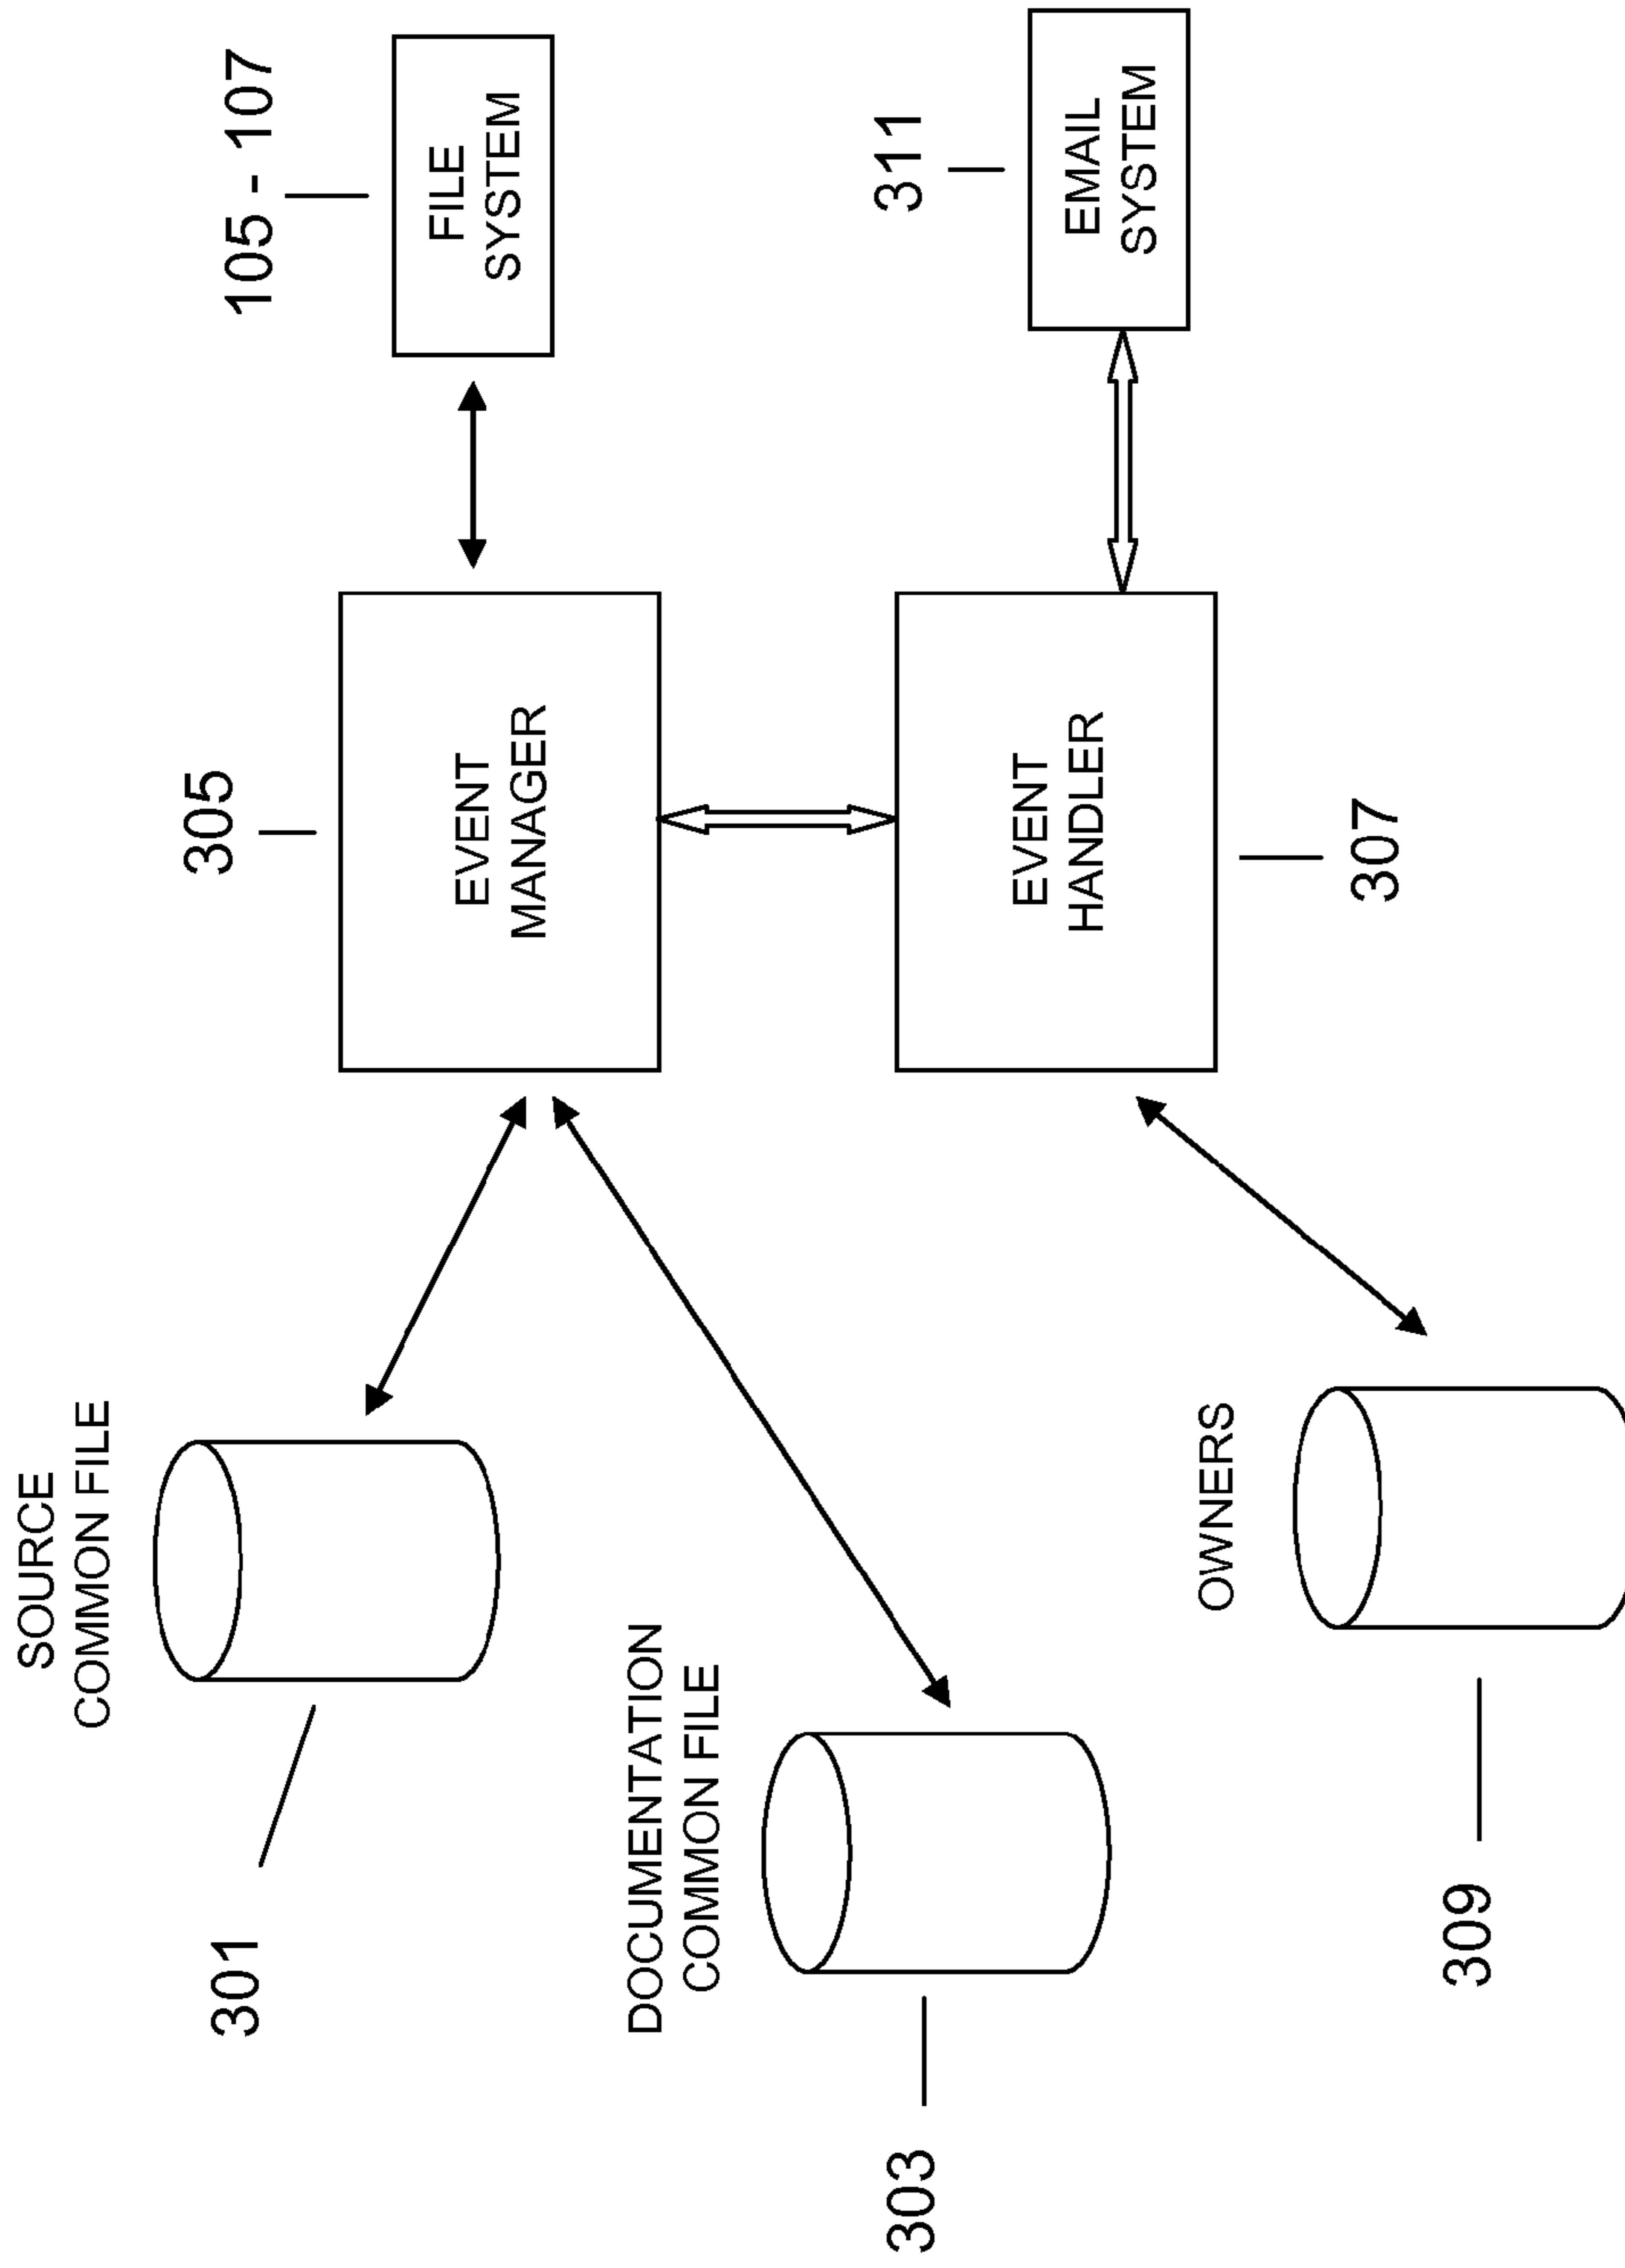 SOURCE
COMMON FILE
301
305
105 - 107
EVENT
MANAGER
FILE
SYSTEM
DOCUMENTATION
COMMON FILE
303
311
EVENT
HANDLER
EMAIL
SYSTEM
OWNERS
307
309